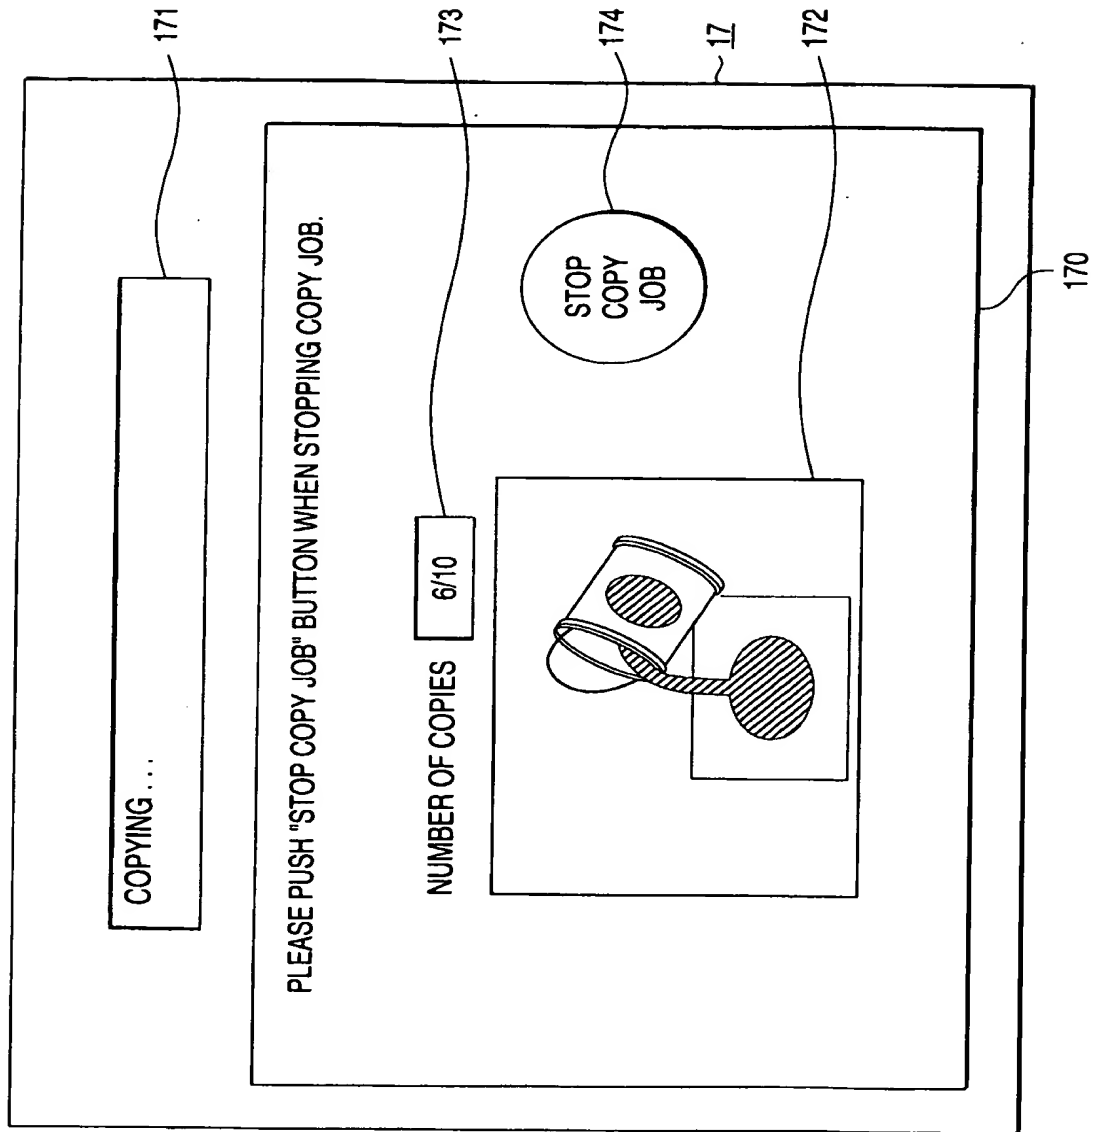 COPYING...
171
PLEASE PUSH "STOP COPY JOB" BUTTON WHEN STOPPING COPY JOB.
NUMBER OF COPIES
6/10
173
STOP
COPY
JOB
174
17
172
170